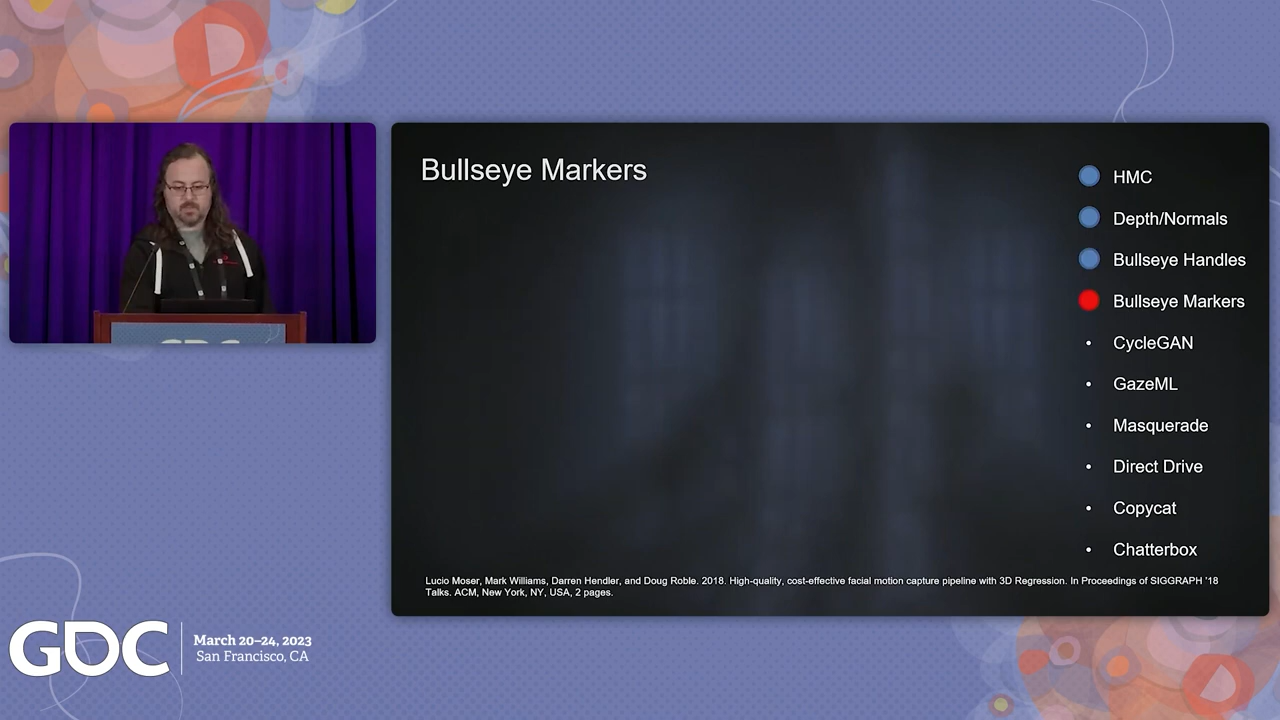 Bullseye Markers
HMC
Depth/Normals
Bullseye Handles
Bullseye Markers
CycleGAN
GazeML
Masquerade
Direct Drive
Copycat
Chatterbox
Lucio Moser, Mark Williams, Darren Hendler, and Doug Roble. 2018. High-quality, cost-effective facial motion capture pipeline with 3D Regression. In Proceedings of SIGGRAPH '18
Talks. ACM, New York, NY, USA, 2 pages.
GDC
March 20–24, 2023
San Francisco, CA